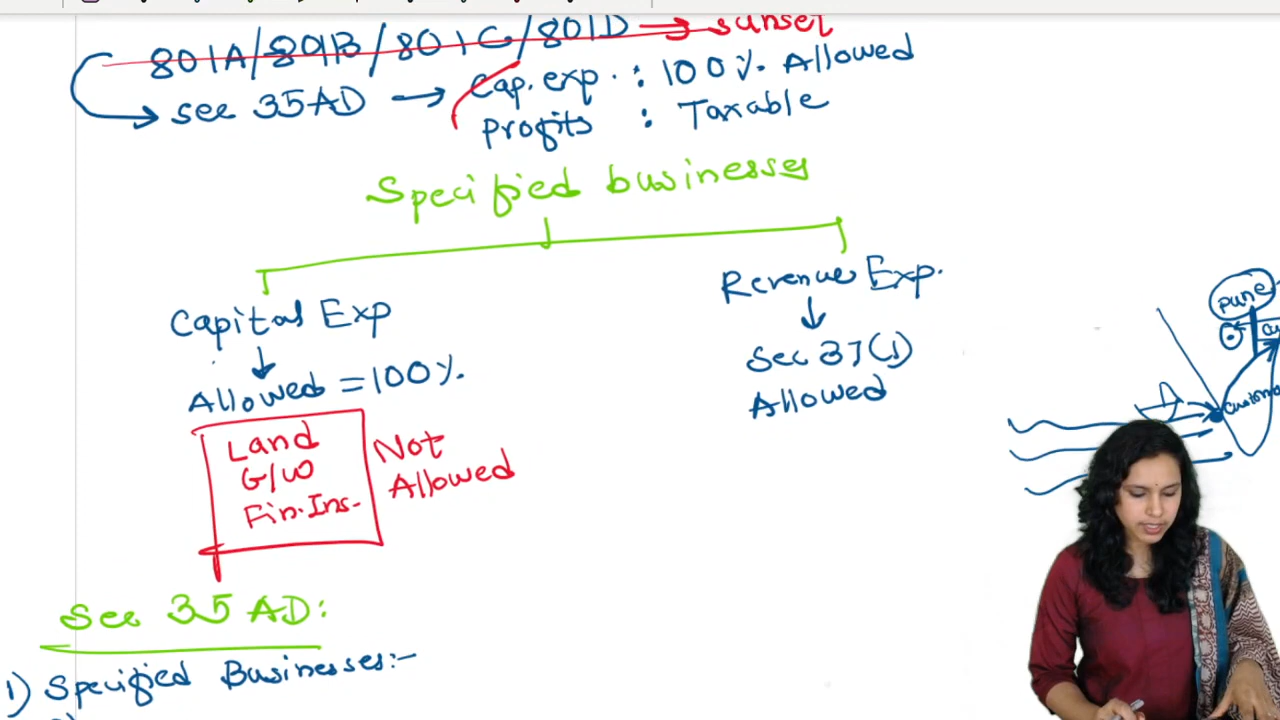 80IA/80IB/80IC/80ID → sunset
→ see 35AD → Cap. exp. : 100% Allowed
Profits : Taxable
Specified businesses
Capital Exp
Revenue Exp.
Allowed = 100%.
Sec 37(1)
Allowed
Land
G/W
Fin. Ins.
Not
Allowed
Sec 35 AD:
1) Specified Businesses:-
Pune